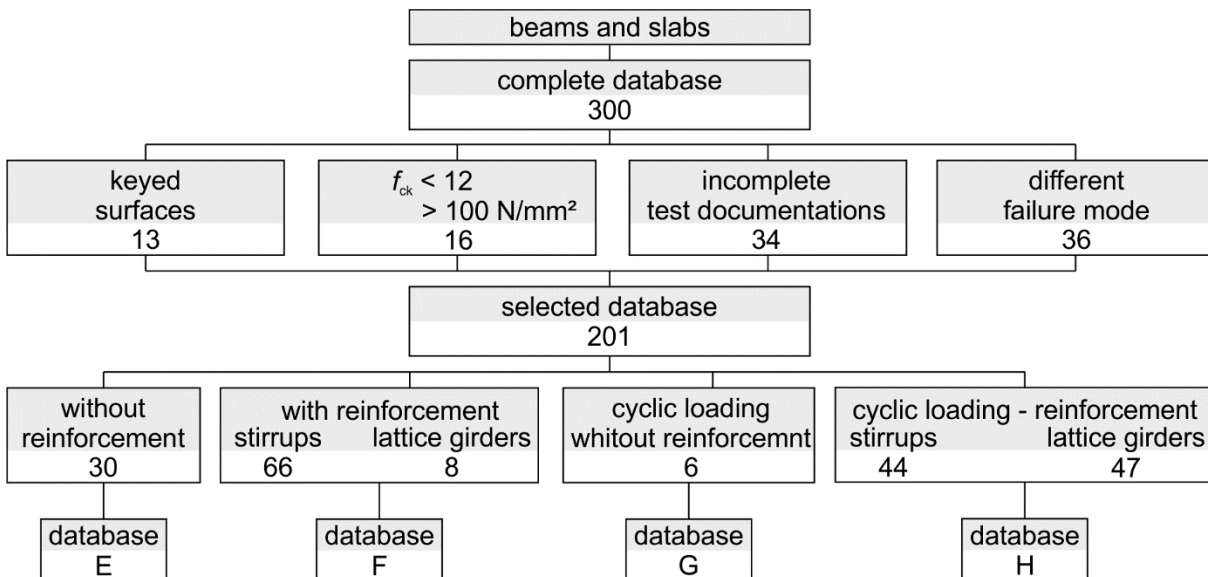 beams and slabs
complete database
300
keyed
surfaces
13
fck < 12
> 100 N/mm²
16
incomplete
test documentations
34
different
failure mode
36
selected database
201
without
reinforcement
30
with reinforcement
stirrups lattice girders
66 8
cyclic loading
whitout reinforcemnt
6
cyclic loading - reinforcement
stirrups lattice girders
44 47
database
E
database
F
database
G
database
H